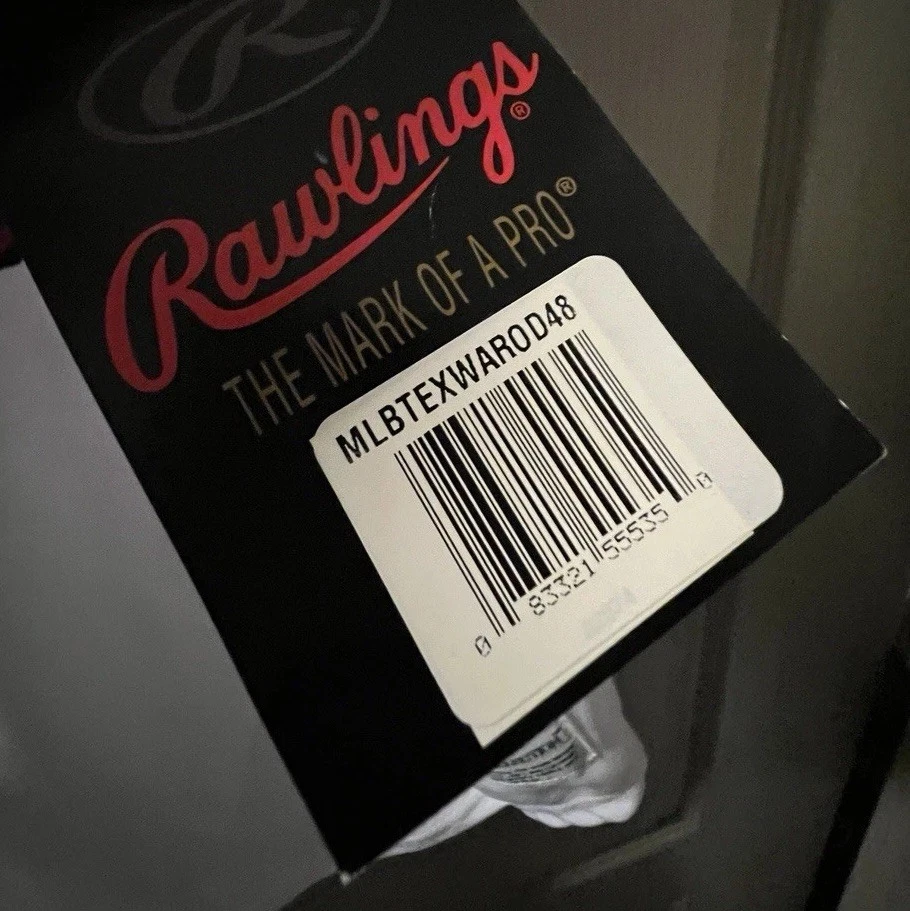 R
Rawlings®
THE MARK OF A PRO®
MLBTEXWAROD48
0 83321 55535 0